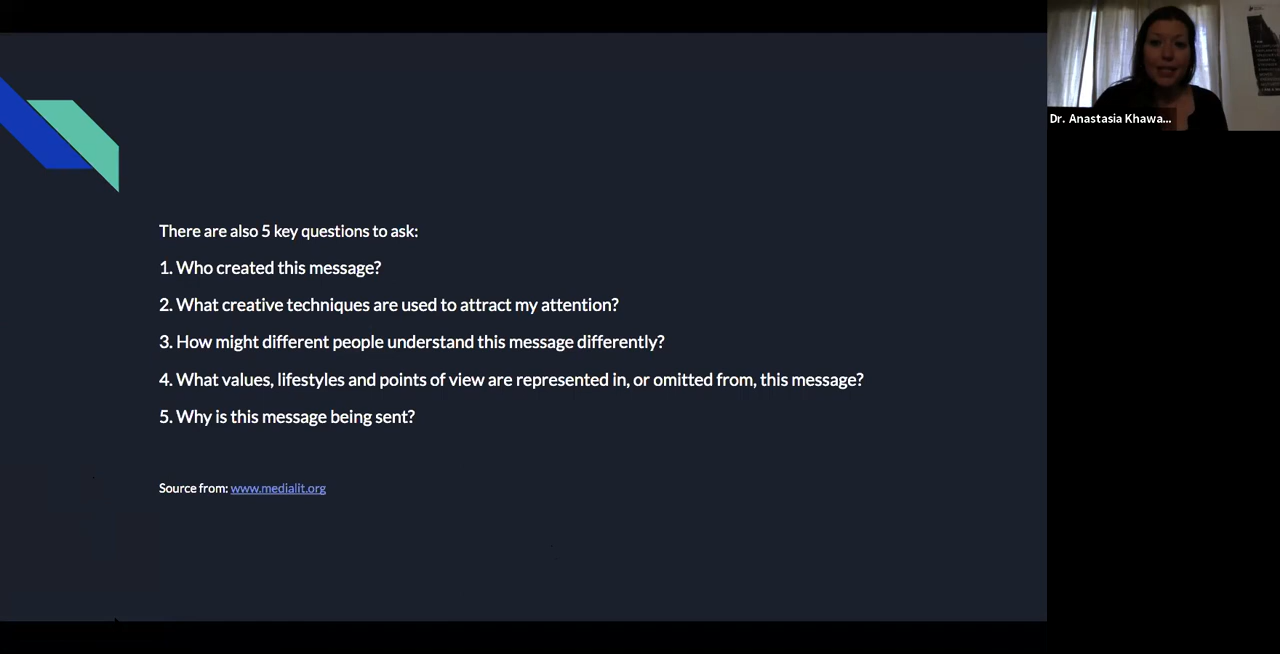 There are also 5 key questions to ask:
1. Who created this message?
2. What creative techniques are used to attract my attention?
3. How might different people understand this message differently?
4. What values, lifestyles and points of view are represented in, or omitted from, this message?
5. Why is this message being sent?
Source from: www.medialit.org
Dr. Anastasia Khawa...